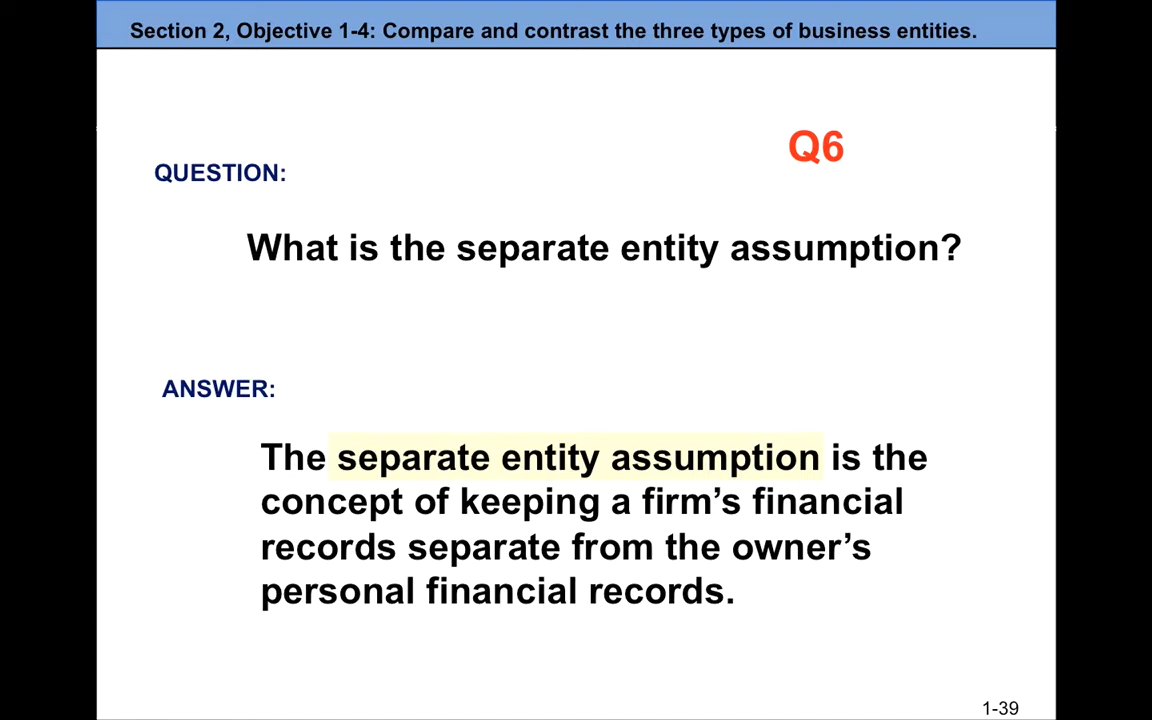 Section 2, Objective 1-4: Compare and contrast the three types of business entities.
Q6
QUESTION:
What is the separate entity assumption?
ANSWER:
The separate entity assumption is the
concept of keeping a firm’s financial
records separate from the owner’s
personal financial records.
1-39